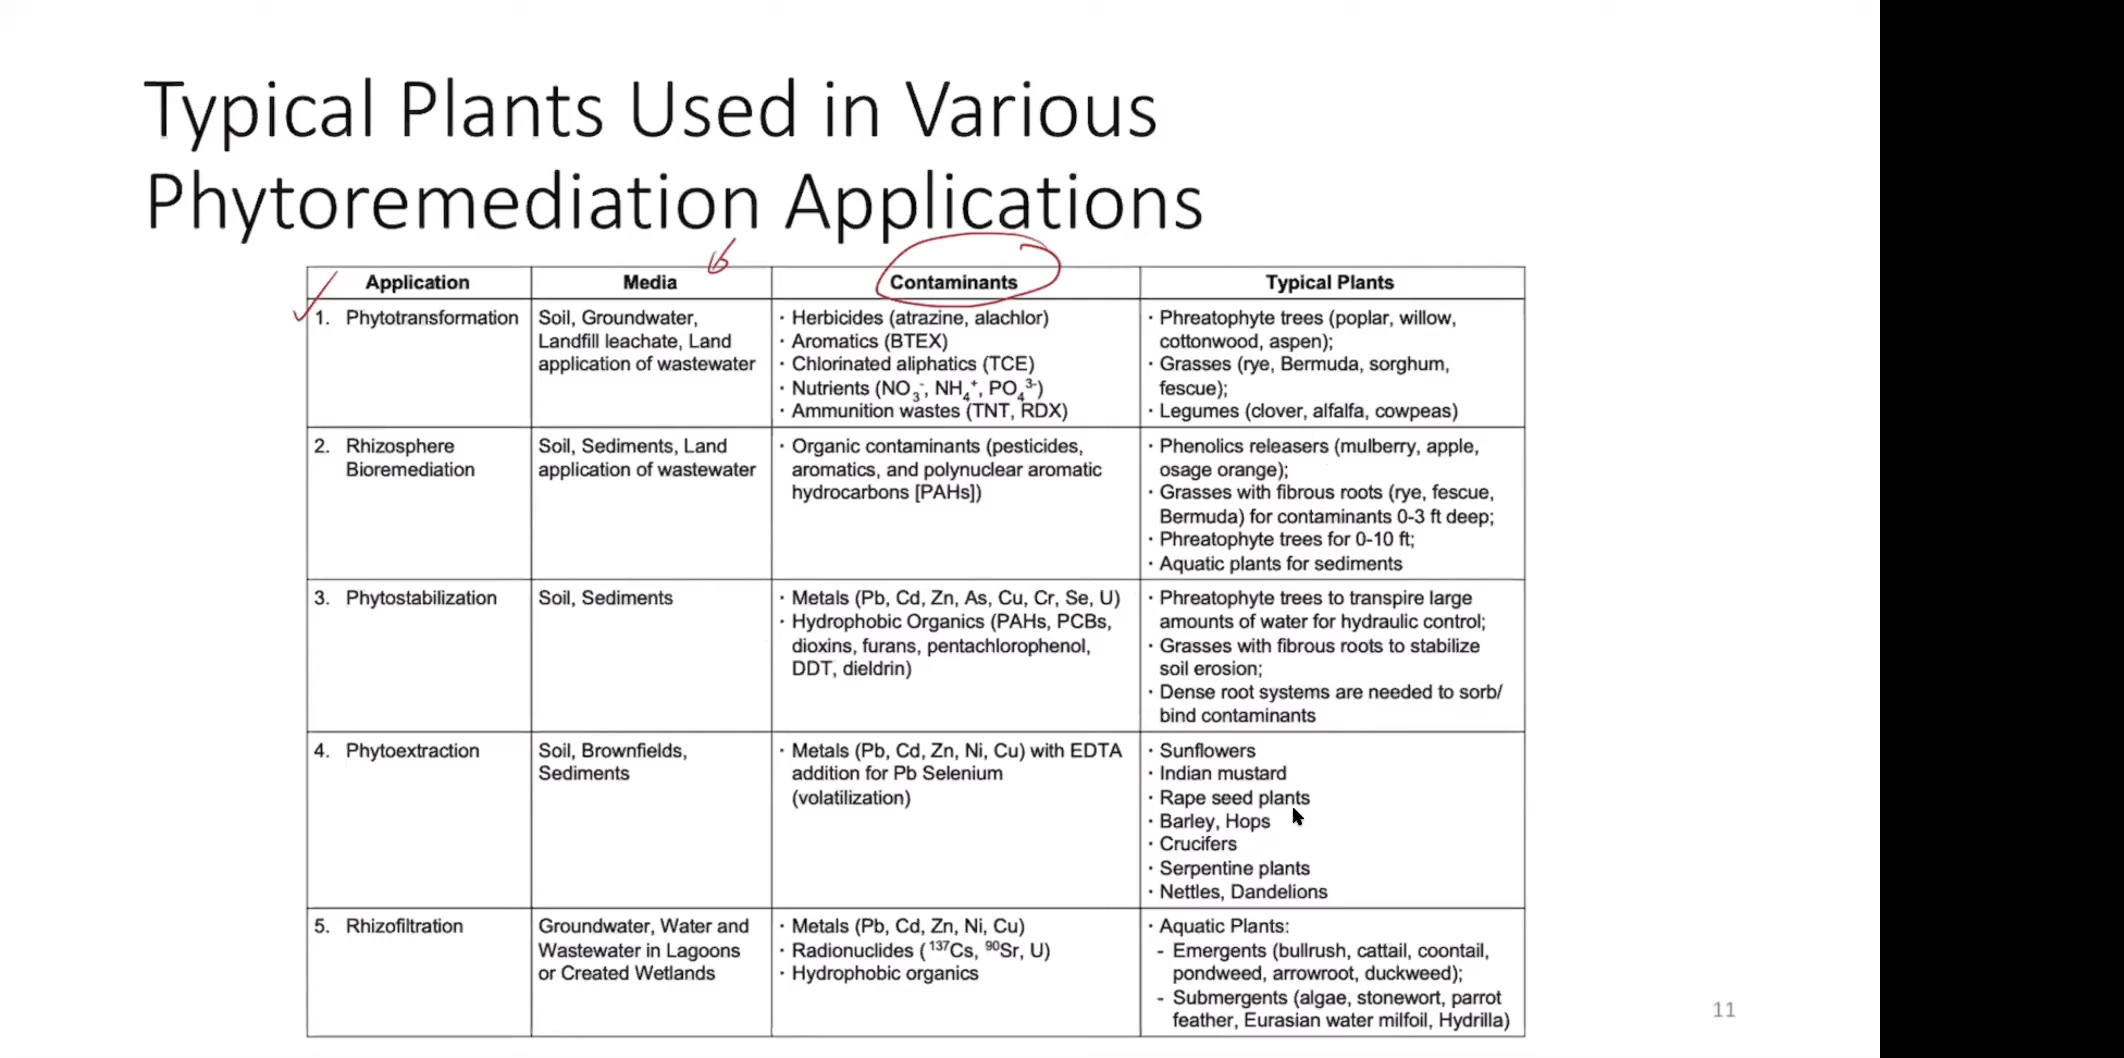 Typical Plants Used in Various
Phytoremediation Applications
Application Media Contaminants Typical Plants
1. Phytotransformation
Soil, Groundwater,
Landfill leachate, Land
application of wastewater
· Herbicides (atrazine, alachlor)
· Aromatics (BTEX)
· Chlorinated aliphatics (TCE)
· Nutrients (NO₃⁻, NH₄⁺, PO₄³⁻)
· Ammunition wastes (TNT, RDX)
· Phreatophyte trees (poplar, willow,
cottonwood, aspen);
· Grasses (rye, Bermuda, sorghum,
fescue);
· Legumes (clover, alfalfa, cowpeas)
2. Rhizosphere
Bioremediation
Soil, Sediments, Land
application of wastewater
· Organic contaminants (pesticides,
aromatics, and polynuclear aromatic
hydrocarbons [PAHs])
· Phenolics releasers (mulberry, apple,
osage orange);
· Grasses with fibrous roots (rye, fescue,
Bermuda) for contaminants 0-3 ft deep;
· Phreatophyte trees for 0-10 ft;
· Aquatic plants for sediments
3. Phytostabilization
Soil, Sediments
· Metals (Pb, Cd, Zn, As, Cu, Cr, Se, U)
· Hydrophobic Organics (PAHs, PCBs,
dioxins, furans, pentachlorophenol,
DDT, dieldrin)
· Phreatophyte trees to transpire large
amounts of water for hydraulic control;
· Grasses with fibrous roots to stabilize
soil erosion;
· Dense root systems are needed to sorb/
bind contaminants
4. Phytoextraction
Soil, Brownfields,
Sediments
· Metals (Pb, Cd, Zn, Ni, Cu) with EDTA
addition for Pb Selenium
(volatilization)
· Sunflowers
· Indian mustard
· Rape seed plants
· Barley, Hops
· Crucifers
· Serpentine plants
· Nettles, Dandelions
5. Rhizofiltration
Groundwater, Water and
Wastewater in Lagoons
or Created Wetlands
· Metals (Pb, Cd, Zn, Ni, Cu)
· Radionuclides (¹³⁷Cs, ⁹⁰Sr, U)
· Hydrophobic organics
· Aquatic Plants:
- Emergents (bullrush, cattail, coontail,
pondweed, arrowroot, duckweed);
- Submergents (algae, stonewort, parrot
feather, Eurasian water milfoil, Hydrilla)
11